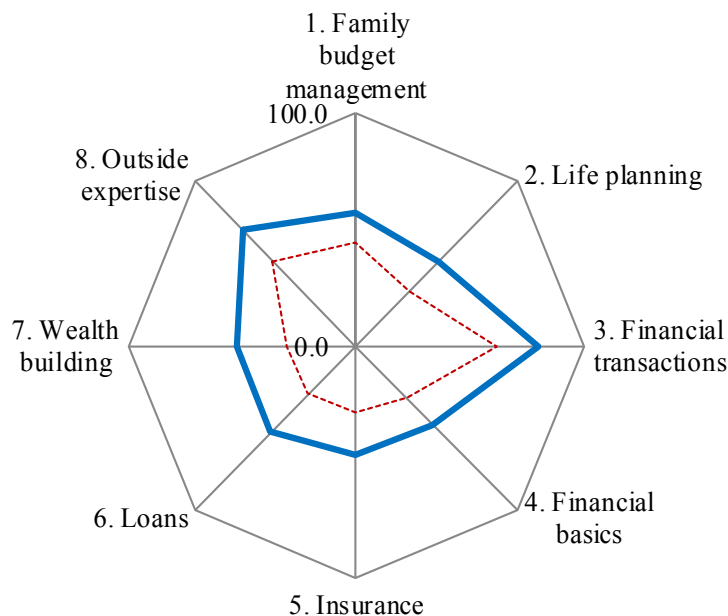 1. Family
budget
management
100.0
8. Outside
expertise
2. Life planning
7. Wealth
building
0.0
3. Financial
transactions
6. Loans
4. Financial
basics
5. Insurance